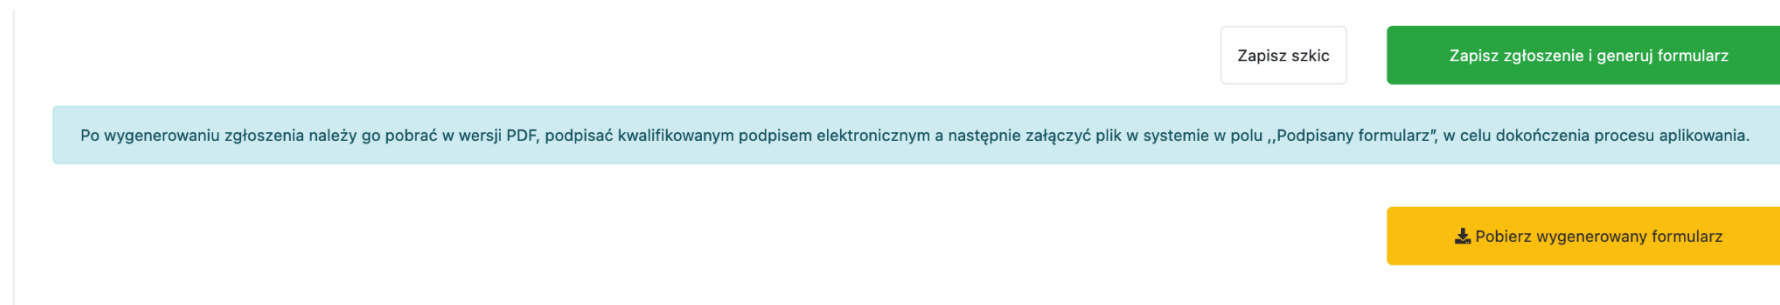 Zapisz szkic
Zapisz zgłoszenie i generuj formularz
Po wygenerowaniu zgłoszenia należy go pobrać w wersji PDF, podpisać kwalifikowanym podpisem elektronicznym a następnie załączyć plik w systemie w polu ,,Podpisany formularz”, w celu dokończenia procesu aplikowania.
Pobierz wygenerowany formularz